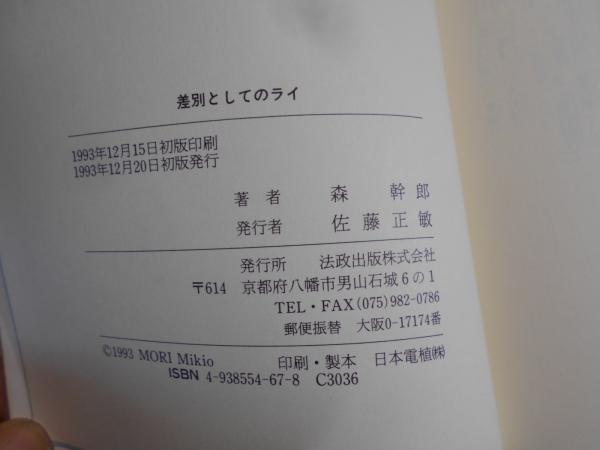 差別としてのライ
1993年12月15日初版印刷
1993年12月20日初版発行
著者 森幹郎
発行者 佐藤正敏
発行所 法政出版株式会社
〒614 京都府八幡市男山石城6の1
TEL・FAX(075)982-0786
郵便振替 大阪0-17174番
©1993 MORI Mikio 印刷・製本 日本電植㈱
ISBN 4-938554-67-8 C3036